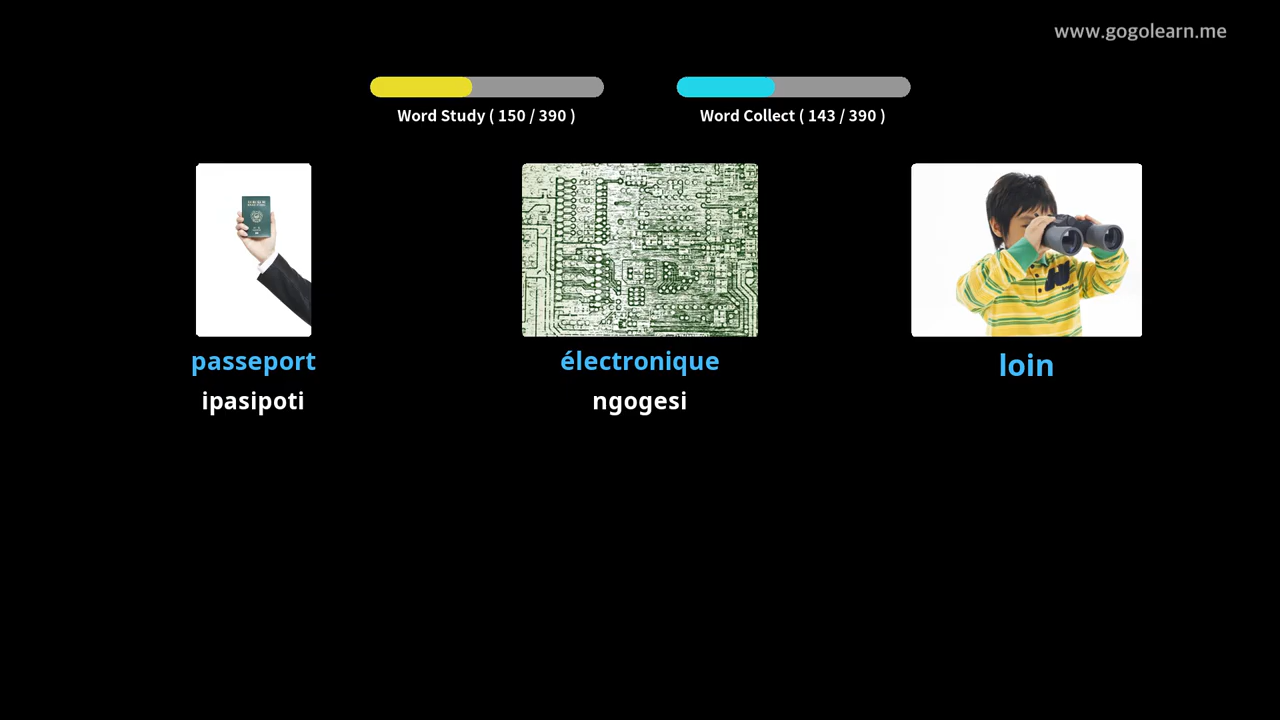 www.gogolearn.me
Word Study ( 150 / 390 )
Word Collect ( 143 / 390 )
passeport
ipasipoti
électronique
ngogesi
loin